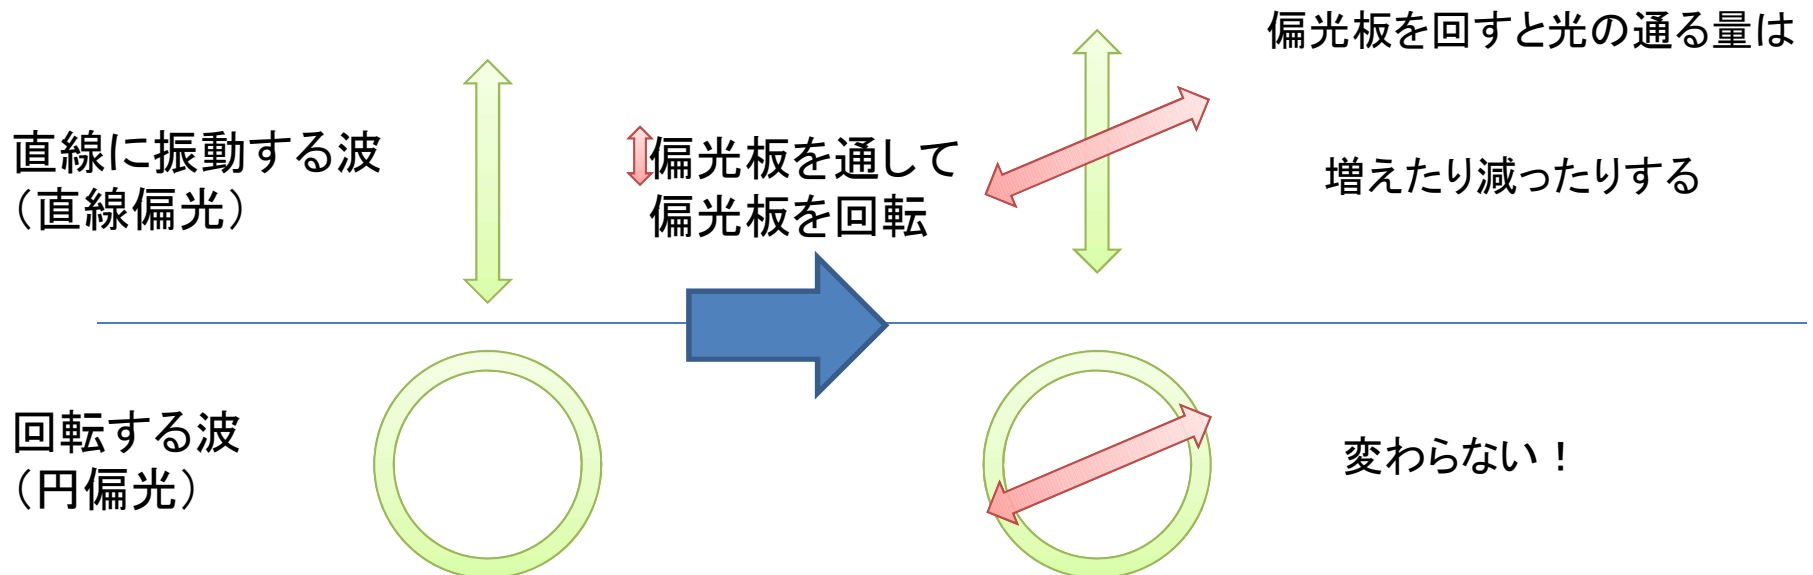 偏光板を回すと光の通る量は
直線に振動する波
（直線偏光）
偏光板を通して
偏光板を回転
増えたり減ったりする
回転する波
（円偏光）
変わらない！